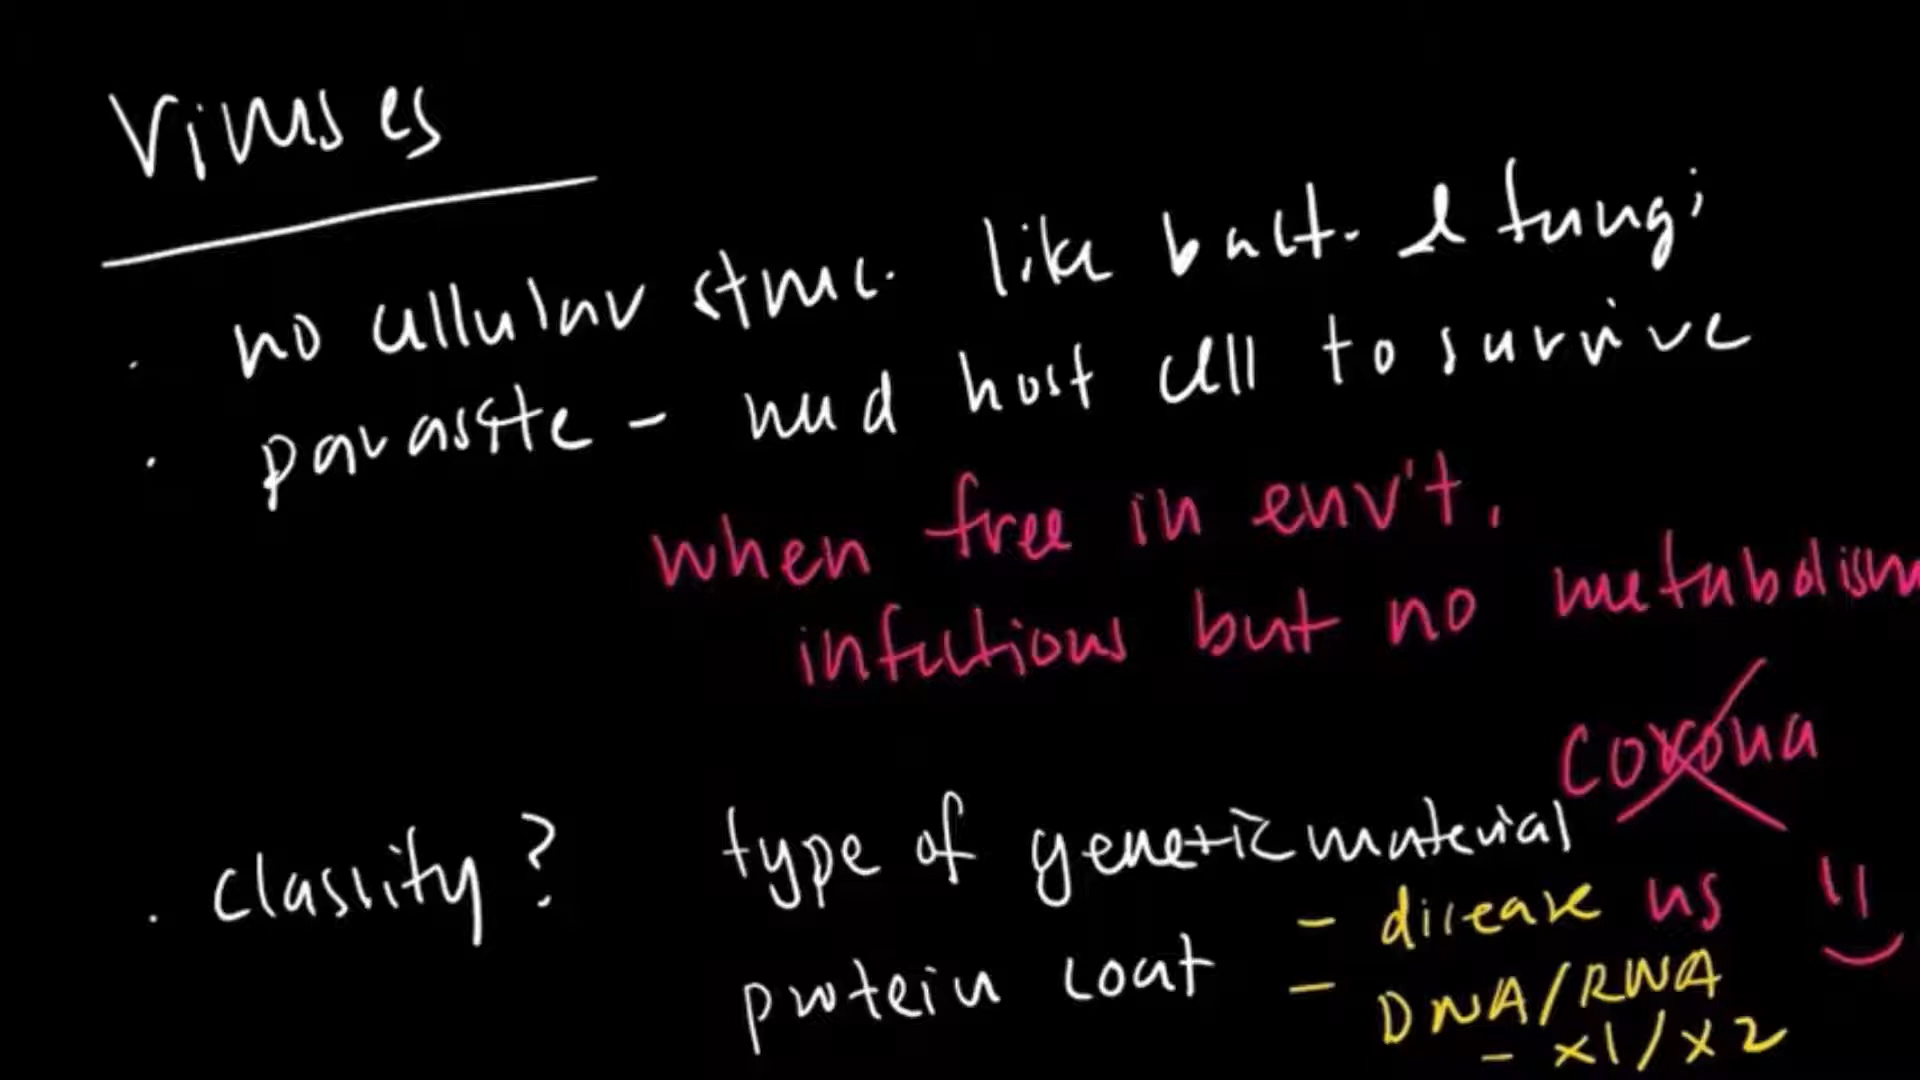 Viruses
· no cellular struc. like bact. & fungi
· parasite - need host cell to survive
when free in env't.
infectious but no metabolism
corona
· classify? type of genetic material
- disease us
protein coat
- DNA/RNA
- x1/x2